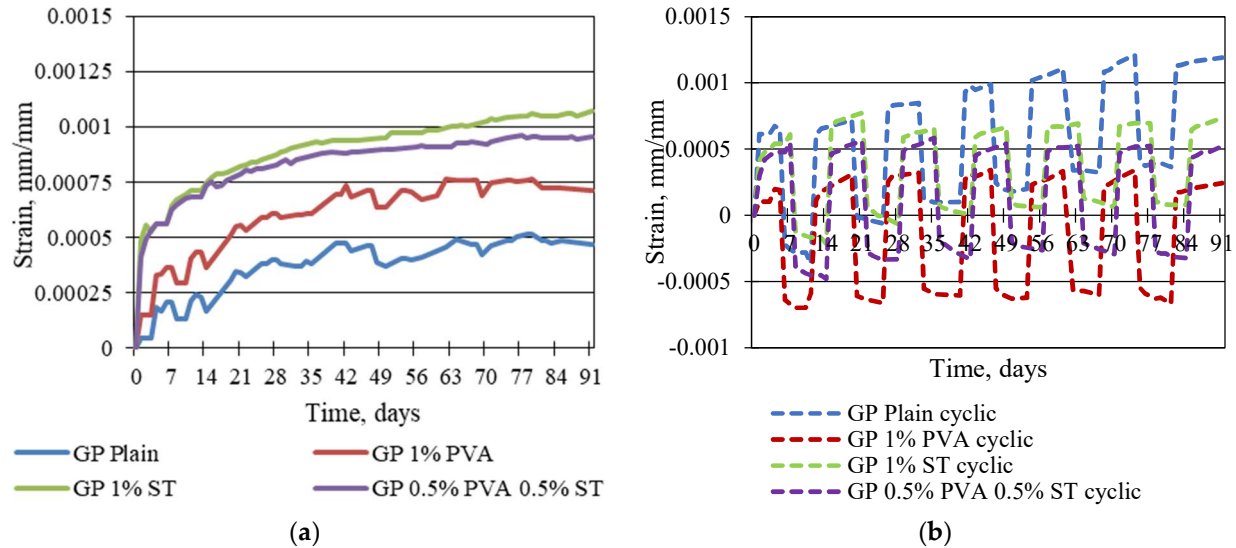 0.0015
0.00125
0.001
0.00075
0.0005
0.00025
0
Strain, mm/mm
0 7 14 21 28 35 42 49 56 63 70 77 84 91
Time, days
GP Plain GP 1% PVA
GP 1% ST GP 0.5% PVA 0.5% ST
(a)
0.0015
0.001
0.0005
0
-0.0005
-0.001
Strain, mm/mm
0 7 14 21 28 35 42 49 56 63 70 77 84 91
Time, days
GP Plain cyclic
GP 1% PVA cyclic
GP 1% ST cyclic
GP 0.5% PVA 0.5% ST cyclic
(b)